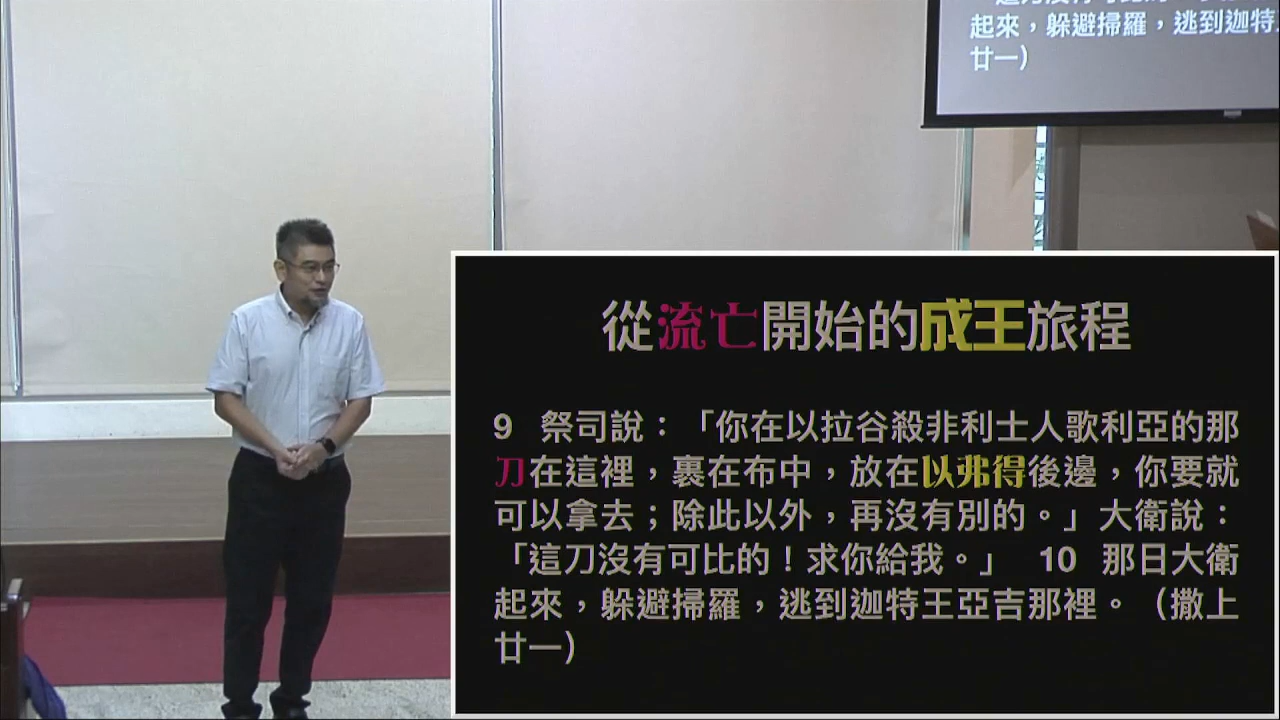 起來，躲避掃羅，逃到迦特
廿一）
從流亡開始的成王旅程
9 祭司說：「你在以拉谷殺非利士人歌利亞的那
刀在這裡，裹在布中，放在以弗得後邊，你要就
可以拿去；除此以外，再沒有別的。」大衛說：
「這刀沒有可比的！求你給我。」 10 那日大衛
起來，躲避掃羅，逃到迦特王亞吉那裡。（撒上
廿一）